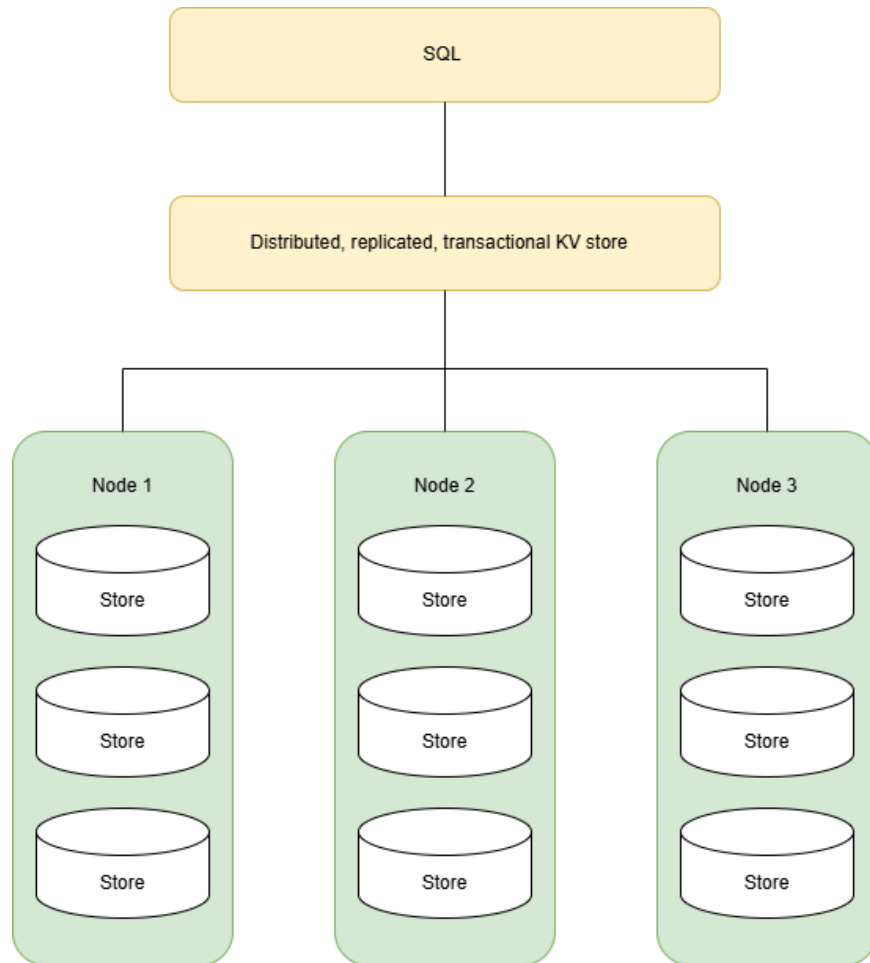 SQL
Distributed, replicated, transactional KV store
Node 1
Node 2
Node 3
Store
Store
Store
Store
Store
Store
Store
Store
Store